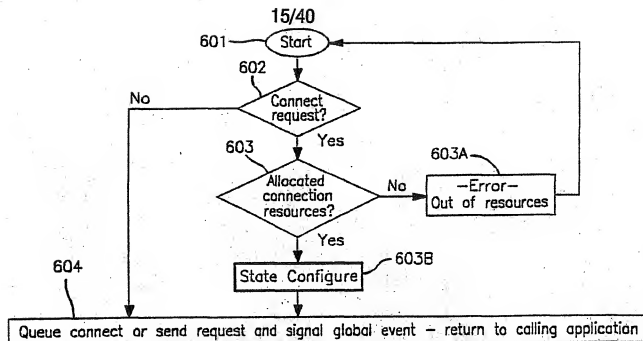 15/40
601
Start
602
No
Connect
request?
Yes
603
603A
Allocated
connection
resources?
No
-Error-
Out of resources
Yes
603B
State Configure
604
Queue connect or send request and signal global event - return to calling application